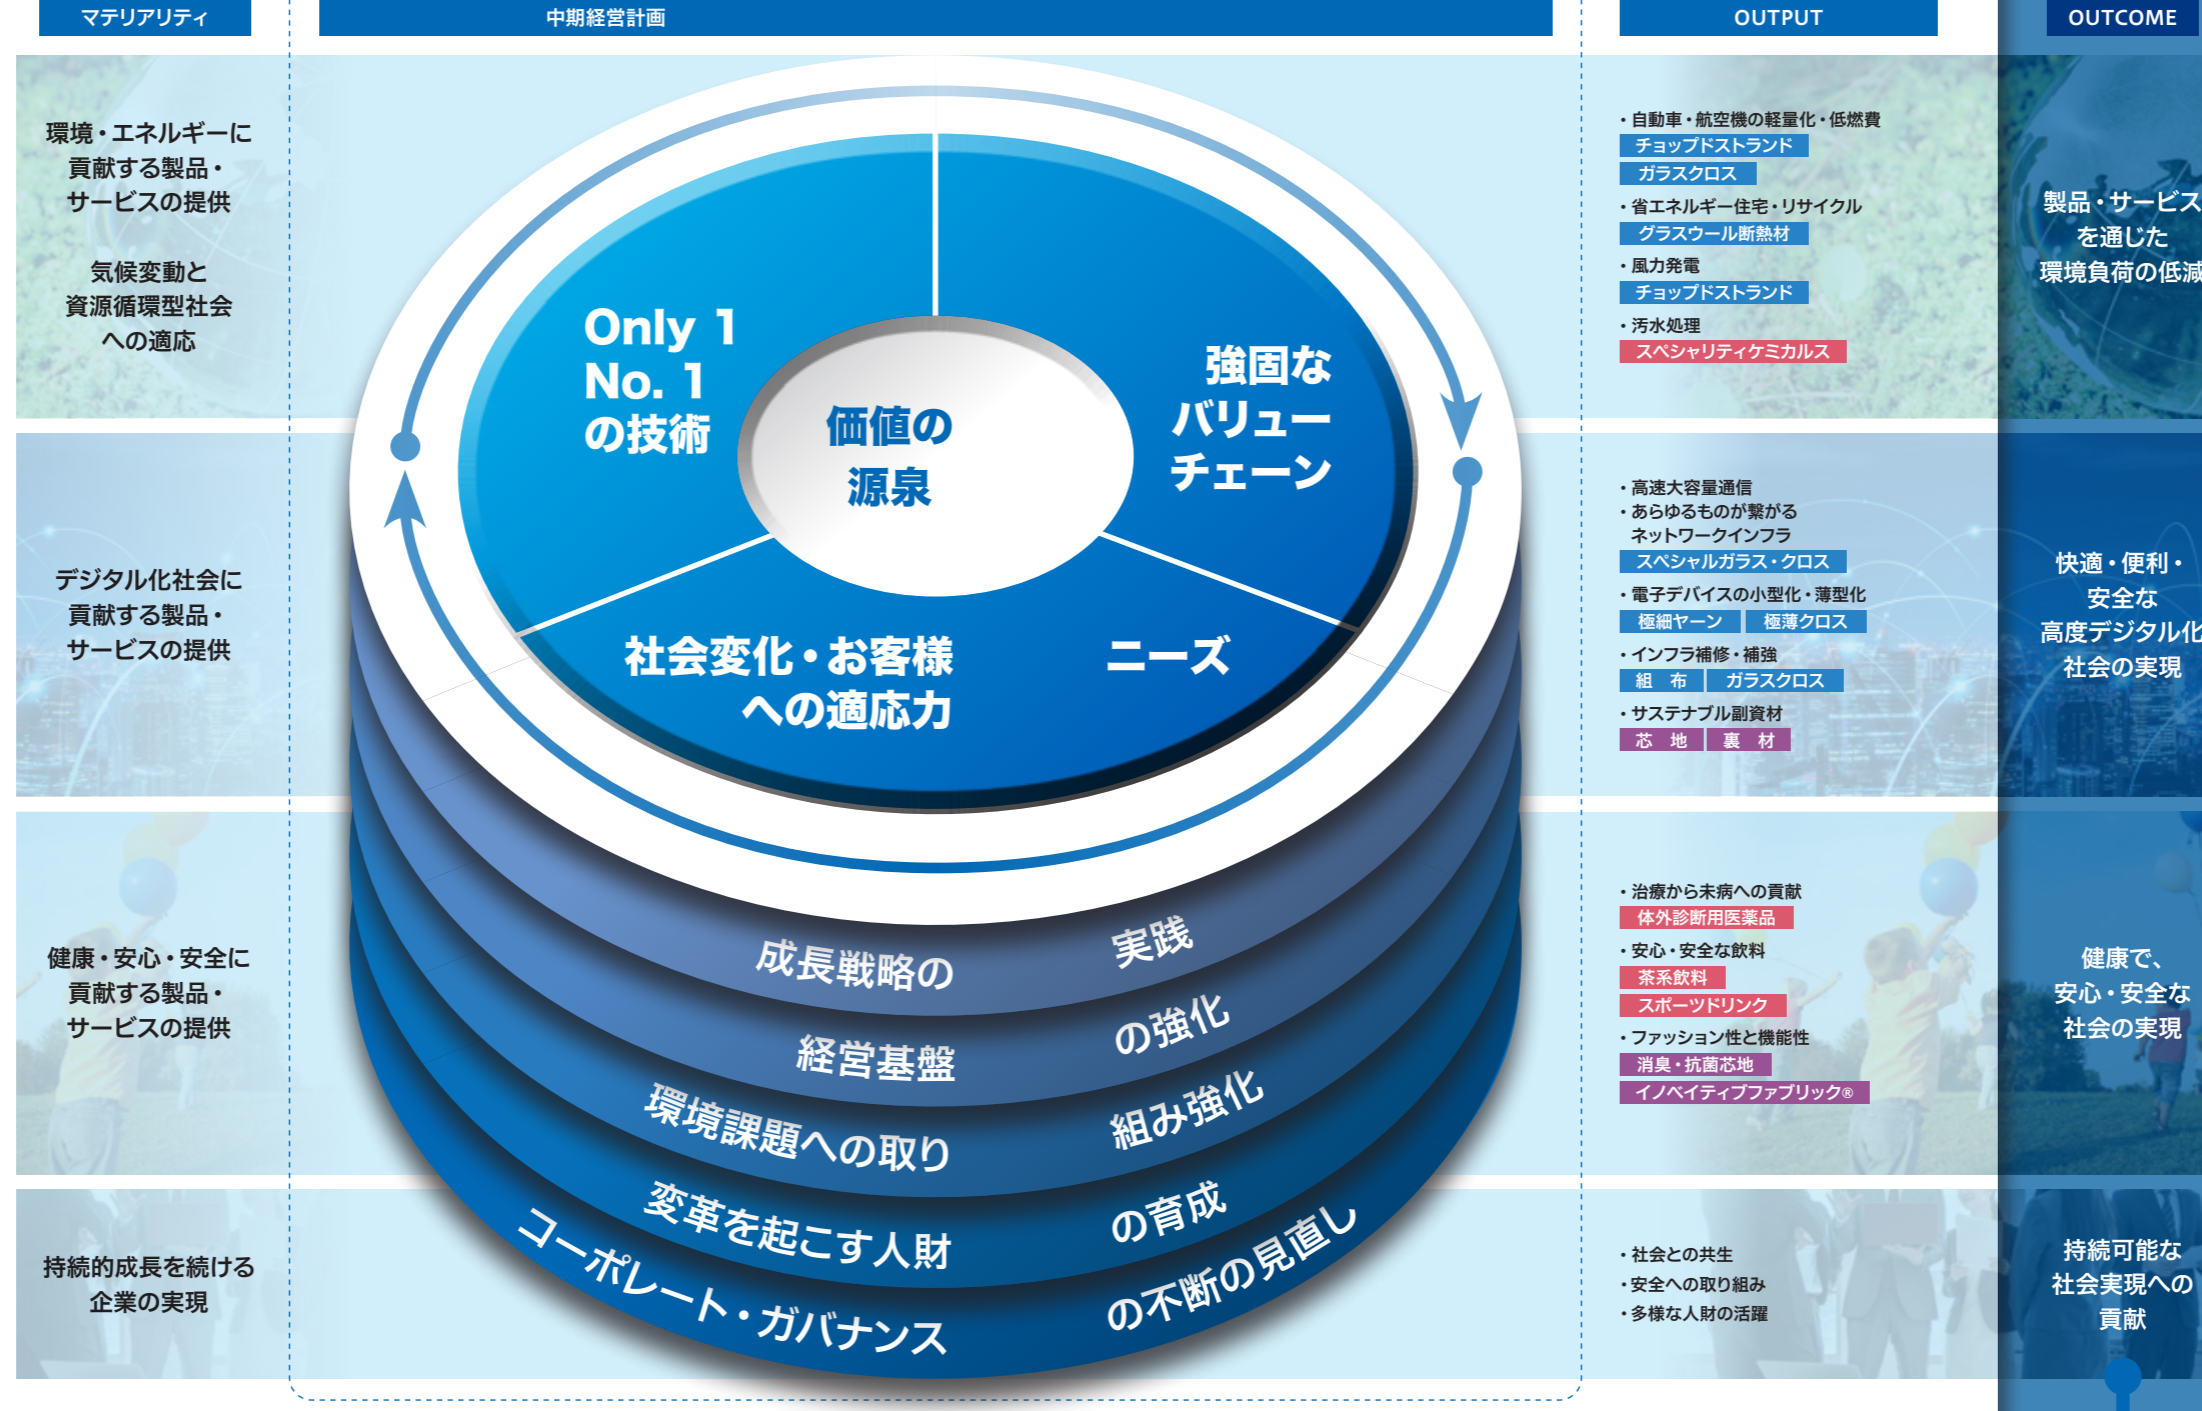 マテリアリティ
中期経営計画
OUTPUT
OUTCOME
環境・エネルギーに
貢献する製品・
サービスの提供
気候変動と
資源循環型社会
への適応
デジタル化社会に
貢献する製品・
サービスの提供
健康・安心・安全に
貢献する製品・
サービスの提供
持続的成長を続ける
企業の実現
Only 1
No. 1
の技術
強固な
バリュー
チェーン
価値の
源泉
社会変化・お客様 ニーズ
への適応力
成長戦略の 実践
経営基盤 の強化
環境課題への取り 組み強化
変革を起こす人財 の育成
コーポレート・ガバナンス の不断の見直し
・自動車・航空機の軽量化・低燃費
チョップドストランド
ガラスクロス
・省エネルギー住宅・リサイクル
グラスウール断熱材
・風力発電
チョップドストランド
・汚水処理
スペシャリティケミカルス
・高速大容量通信
・あらゆるものが繋がる
ネットワークインフラ
スペシャルガラス・クロス
・電子デバイスの小型化・薄型化
極細ヤーン 極薄クロス
・インフラ補修・補強
組 布 ガラスクロス
・サステナブル副資材
芯 地 裏 材
・治療から未病への貢献
体外診断用医薬品
・安心・安全な飲料
茶系飲料
スポーツドリンク
・ファッション性と機能性
消臭・抗菌芯地
イノベイティブファブリック®
・社会との共生
・安全への取り組み
・多様な人財の活躍
製品・サービス
を通じた
環境負荷の低減
快適・便利・
安全な
高度デジタル化
社会の実現
健康で、
安心・安全な
社会の実現
持続可能な
社会実現への
貢献